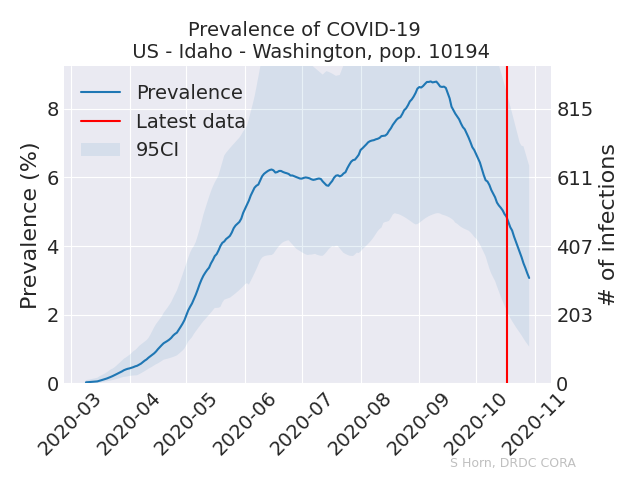 Prevalence of COVID-19
US - Idaho - Washington, pop. 10194
Prevalence
Latest data
95CI
Prevalence (%)
8
6
4
2
0
815
611
407
203
0
# of infections
2020-03
2020-04
2020-05
2020-06
2020-07
2020-08
2020-09
2020-10
2020-11
S Horn, DRDC CORA